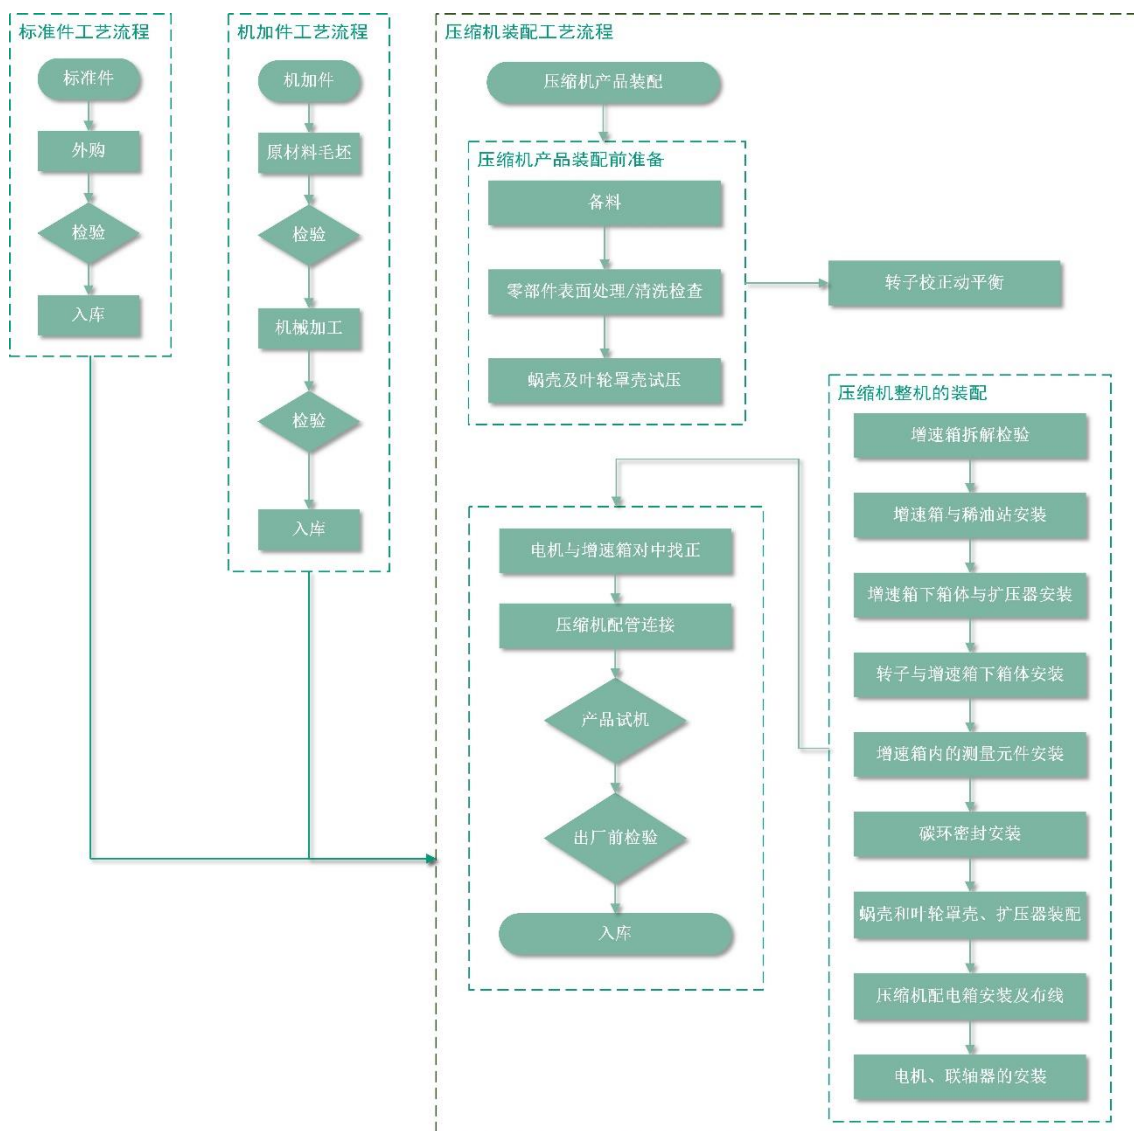 标准件工艺流程
标准件
外购
检验
入库
机加件工艺流程
机加件
原材料毛坯
检验
机械加工
检验
入库
压缩机装配工艺流程
压缩机产品装配
压缩机产品装配前准备
备料
零部件表面处理/清洗检查
蜗壳及叶轮罩壳试压
转子校正动平衡
压缩机整机的装配
增速箱拆解检验
增速箱与稀油站安装
增速箱下箱体与扩压器安装
转子与增速箱下箱体安装
增速箱内的测量元件安装
碳环密封安装
蜗壳和叶轮罩壳、扩压器装配
压缩机配电箱安装及布线
电机、联轴器的安装
电机与增速箱对中找正
压缩机配管连接
产品试机
出厂前检验
入库